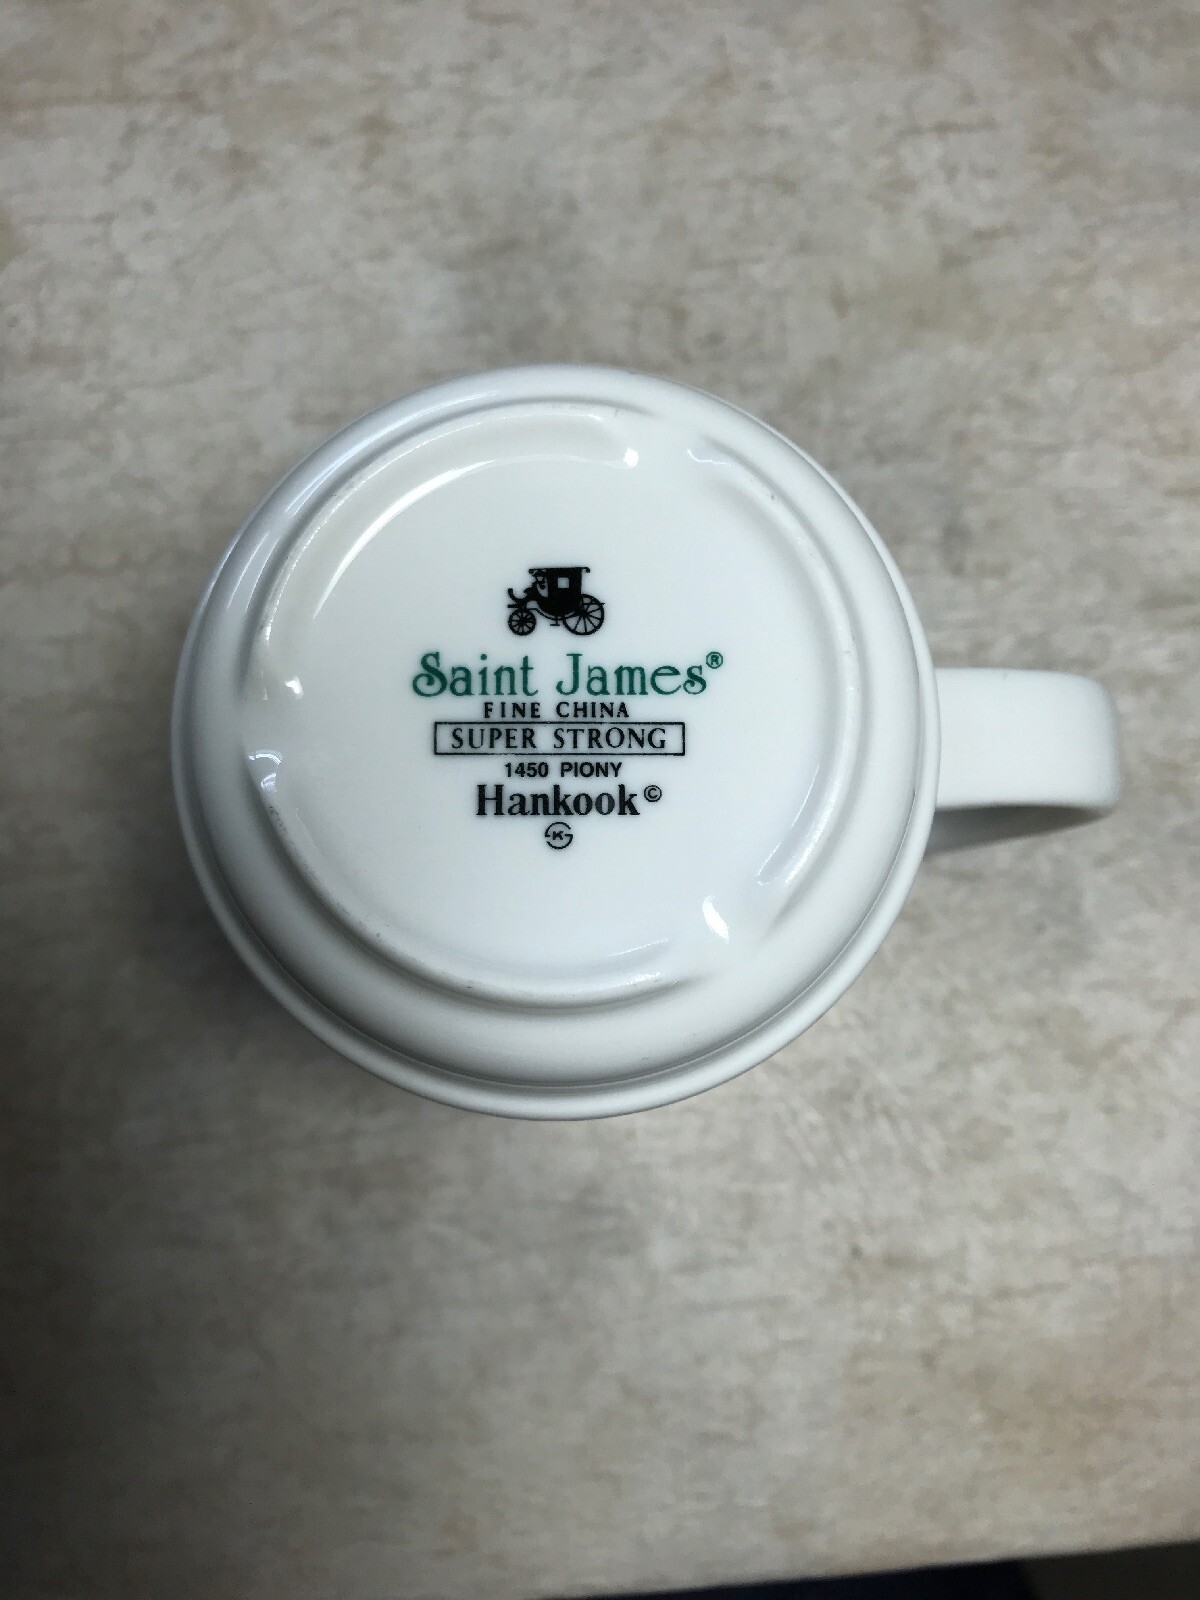 Saint James®
FINE CHINA
SUPER STRONG
1450 PIONY
Hankook©
K